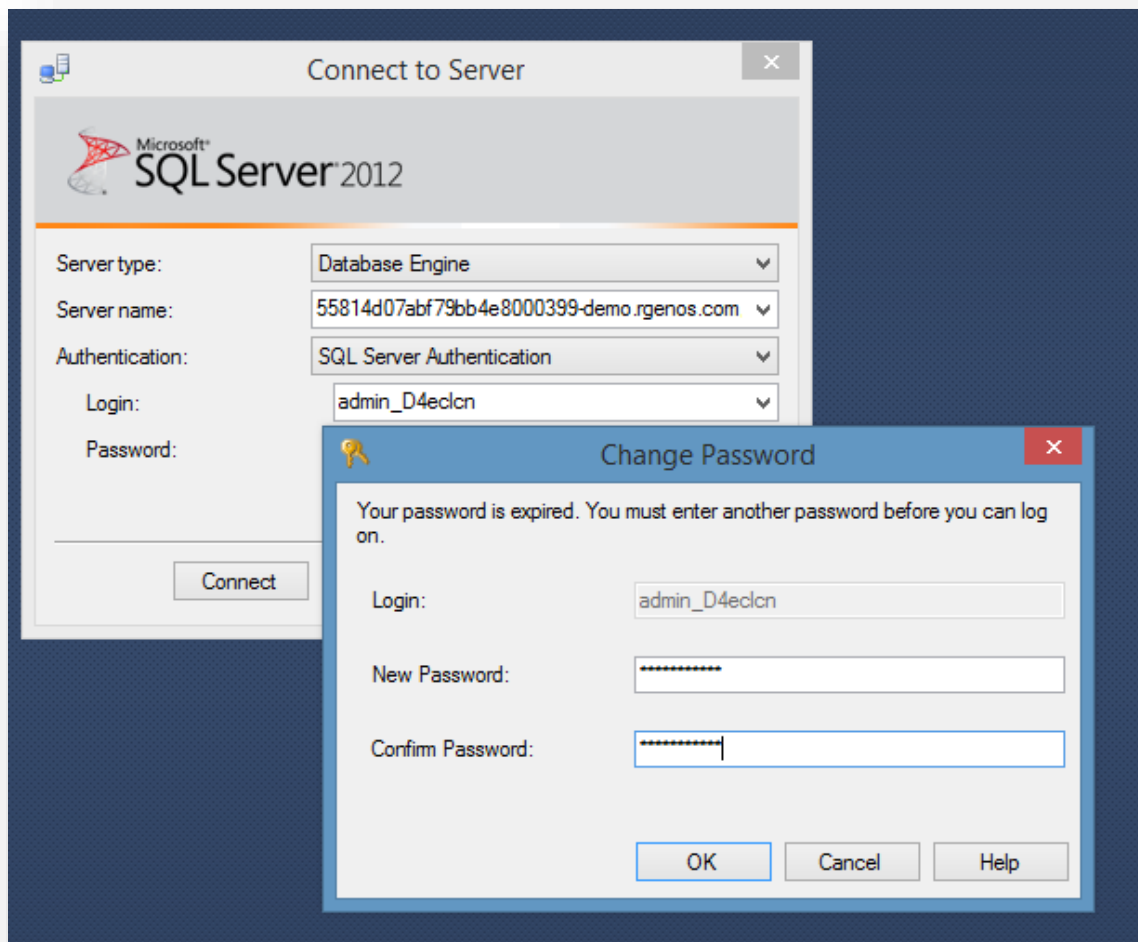 Connect to Server
Microsoft®
SQL Server® 2012
Server type:
Database Engine
Server name:
55814d07abf79bb4e8000399-demo.rgenos.com
Authentication:
SQL Server Authentication
Login:
admin_D4eclcn
Password:
Connect
Change Password
Your password is expired. You must enter another password before you can log
on.
Login:
admin_D4eclcn
New Password:
***********
Confirm Password:
***********
OK
Cancel
Help